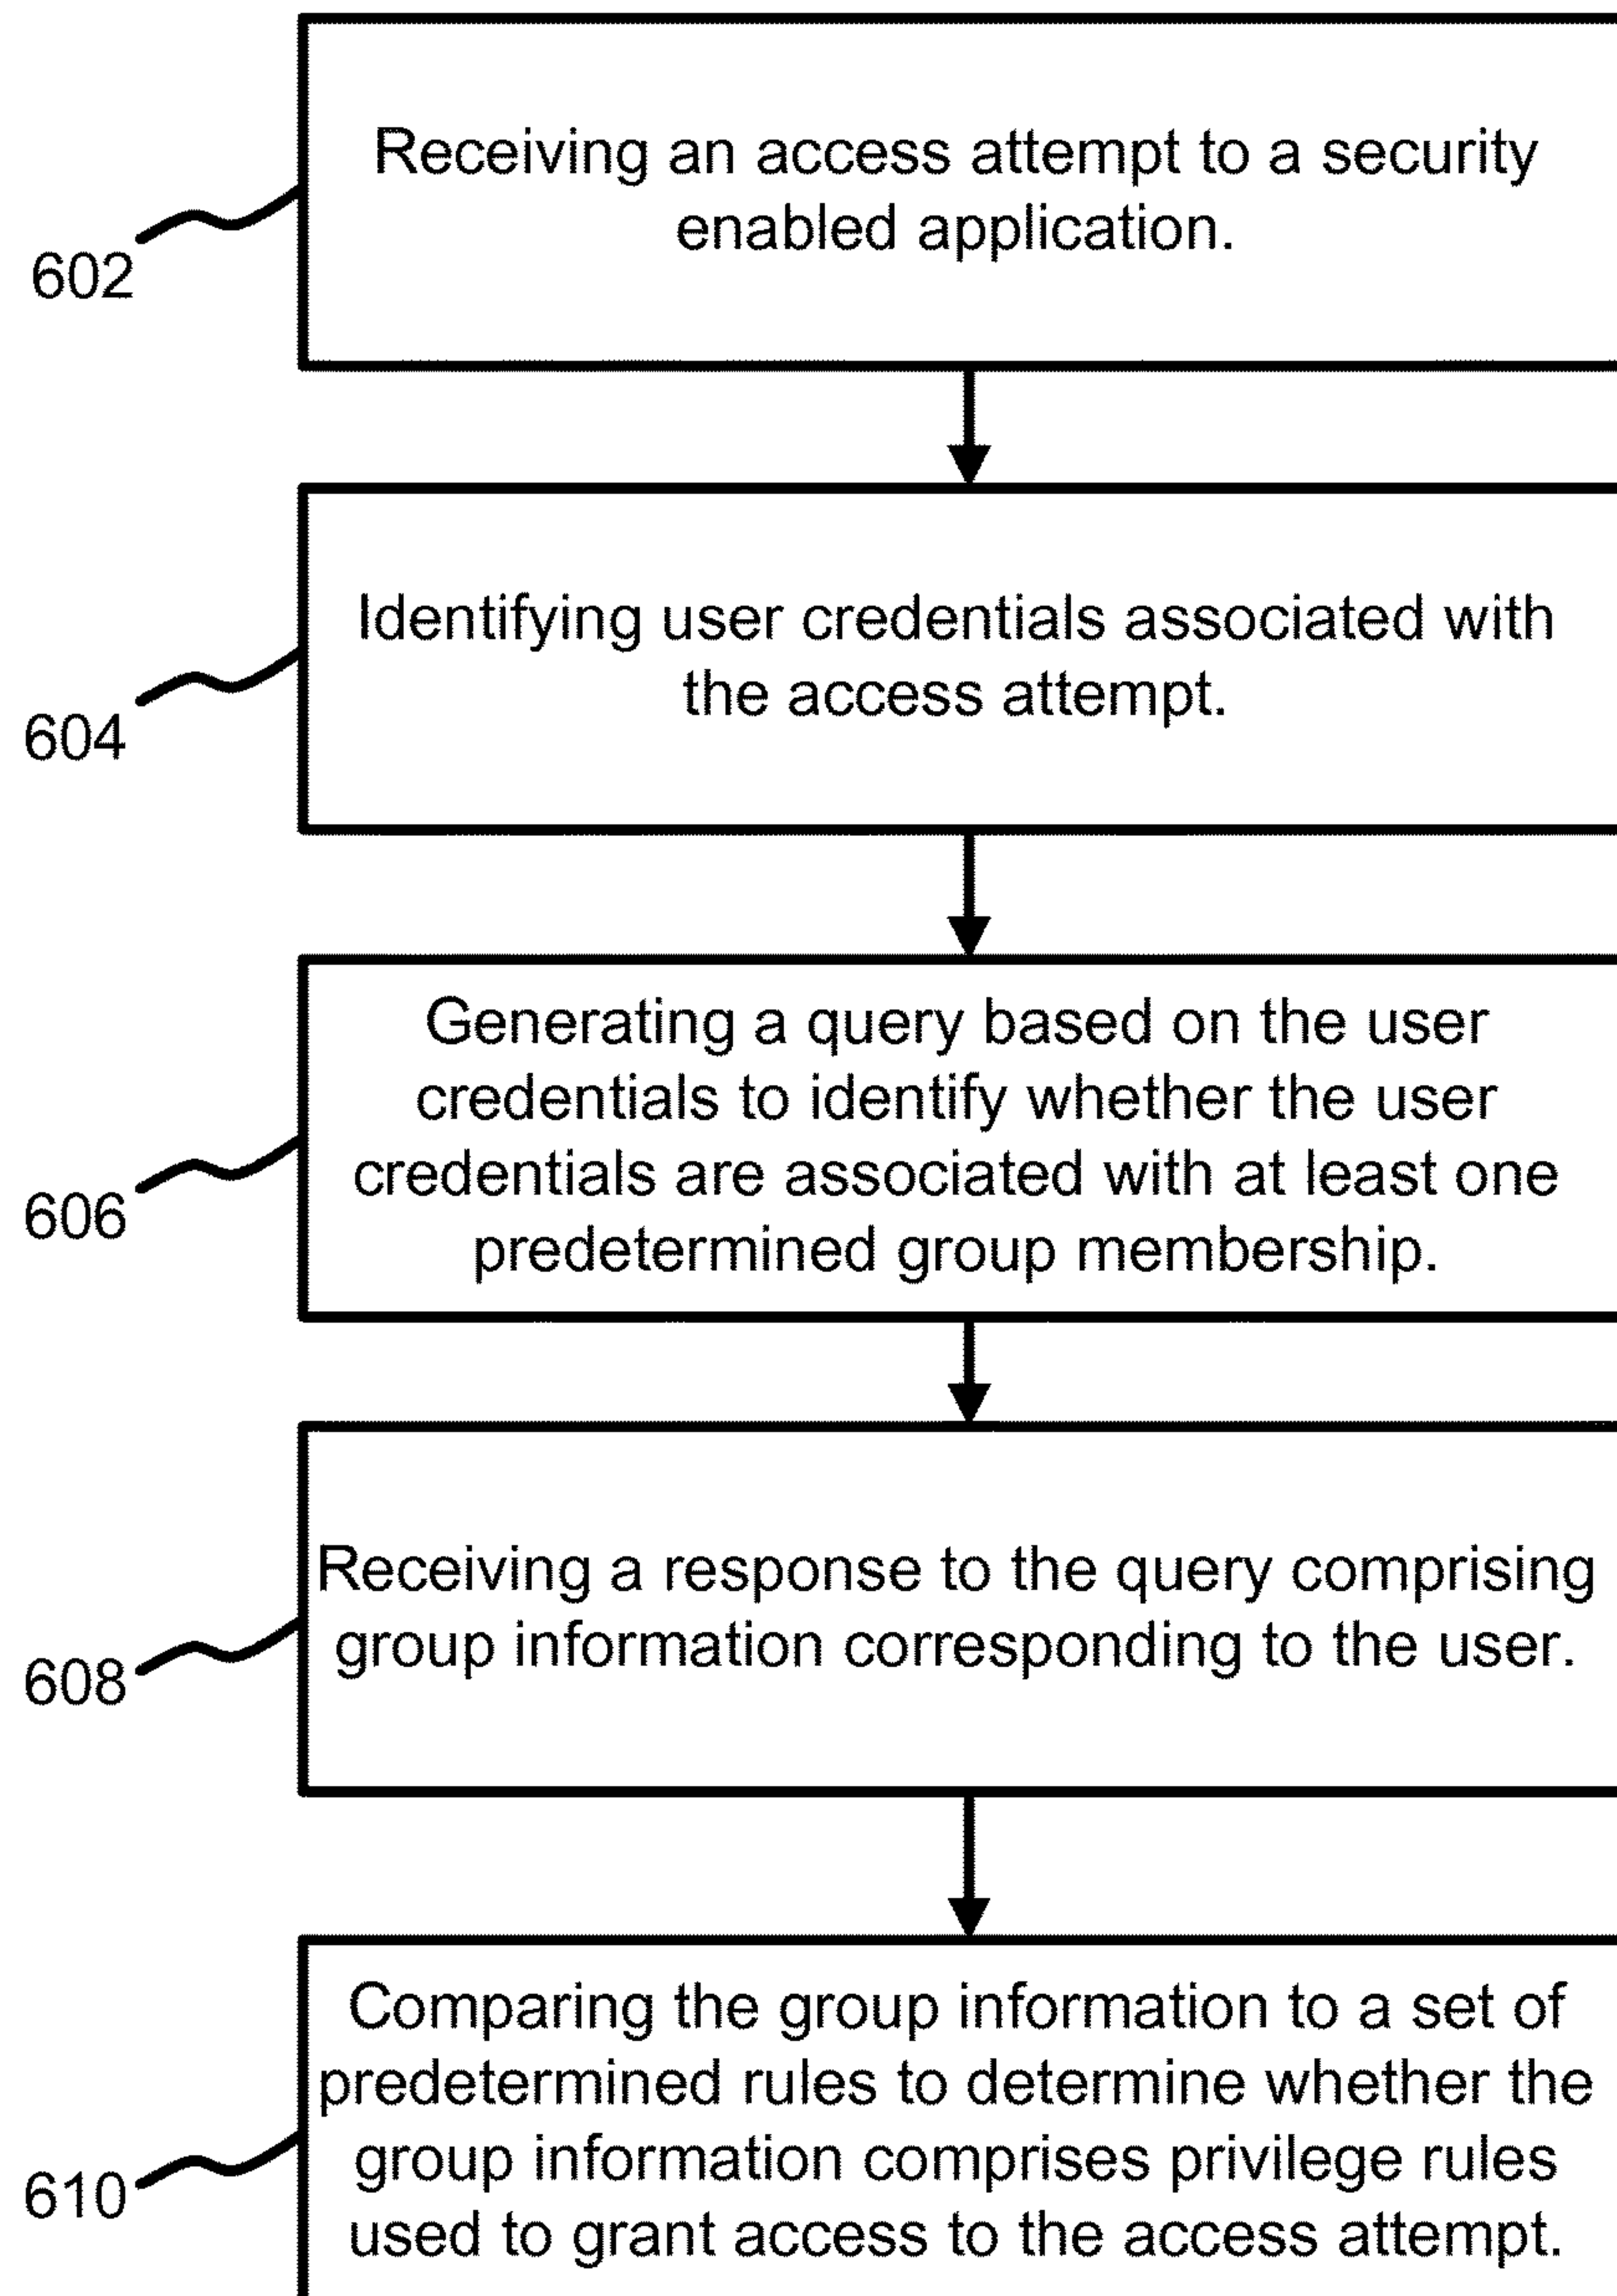 Receiving an access attempt to a security
enabled application.
602
Identifying user credentials associated with
the access attempt.
604
Generating a query based on the user
credentials to identify whether the user
credentials are associated with at least one
predetermined group membership.
606
Receiving a response to the query comprising
group information corresponding to the user.
608
Comparing the group information to a set of
predetermined rules to determine whether the
group information comprises privilege rules
used to grant access to the access attempt.
610